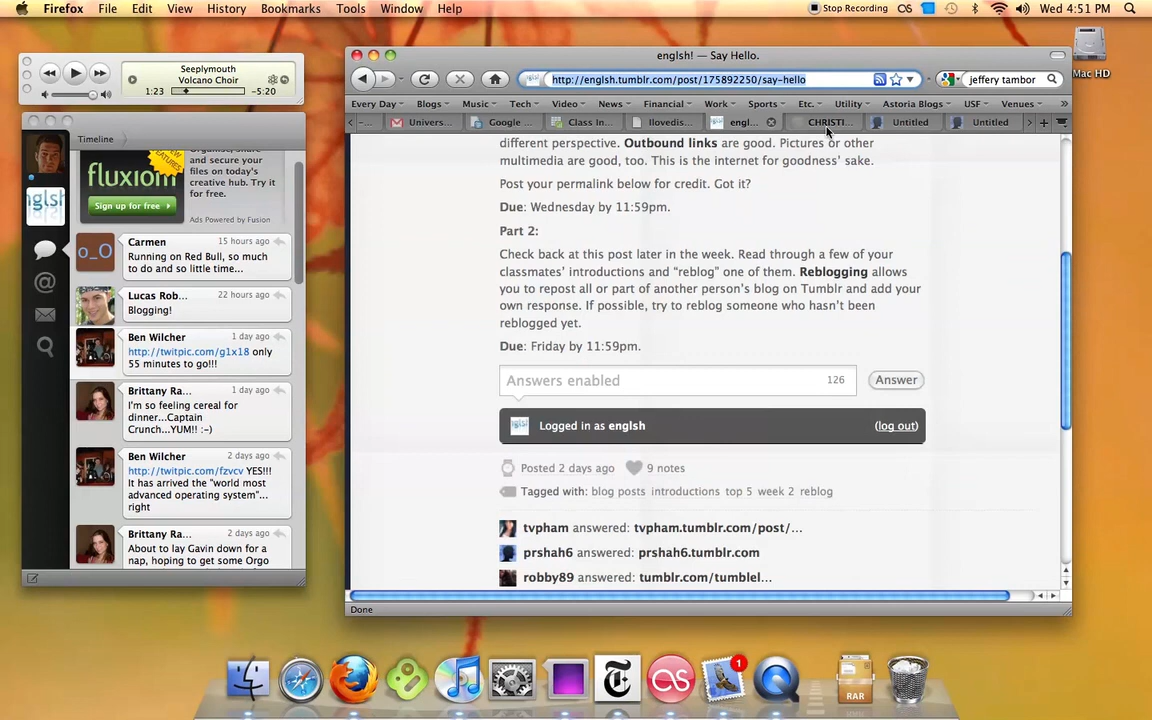 Firefox File Edit View History Bookmarks Tools Window Help
Stop Recording
Wed 4:51 PM
Mac HD
Seeplymouth
Volcano Choir
1:23
-5:20
Timeline
NEW FEATURES
fluxiom
Sign up for free
Organise, share
your files on
today's
creative hub. Try
it for free.
Ads Powered by Fusion
Carmen 15 hours ago
Running on Red Bull, so much
to do and so little time...
o_O
nglsh
Lucas Rob... 22 hours ago
Blogging!
Ben Wilcher 1 day ago
http://twitpic.com/g1x18 only
55 minutes to go!!!
Brittany Ra... 1 day ago
I'm so feeling cereal for
dinner...Captain
Crunch...YUM!! :-)
Ben Wilcher 2 days ago
http://twitpic.com/fzvcv YES!!!
It has arrived the "world most
advanced operating system"...
right
Brittany Ra... 2 days ago
About to lay Gavin down for a
nap, hoping to get some Orgo
englsh! — Say Hello.
http://englsh.tumblr.com/post/175892250/say-hello
jeffery tambor
Every Day Blogs Music Tech Video News Financial Work Sports Etc. Utility Astoria Blogs USF Venues
Univers... Google ... Class In... Ilovedis... engl... CHRISTI... Untitled Untitled
different perspective. Outbound links are good. Pictures or other
multimedia are good, too. This is the internet for goodness' sake.
Post your permalink below for credit. Got it?
Due: Wednesday by 11:59pm.
Part 2:
Check back at this post later in the week. Read through a few of your
classmates' introductions and “reblog” one of them. Reblogging allows
you to repost all or part of another person's blog on Tumblr and add your
own response. If possible, try to reblog someone who hasn't been
reblogged yet.
Due: Friday by 11:59pm.
Answers enabled 126
Answer
Logged in as englsh (log out)
Posted 2 days ago 9 notes
Tagged with: blog posts introductions top 5 week 2 reblog
tvpham answered: tvpham.tumblr.com/post/...
prshah6 answered: prshah6.tumblr.com
robby89 answered: tumblr.com/tumblel...
Done
1
RAR